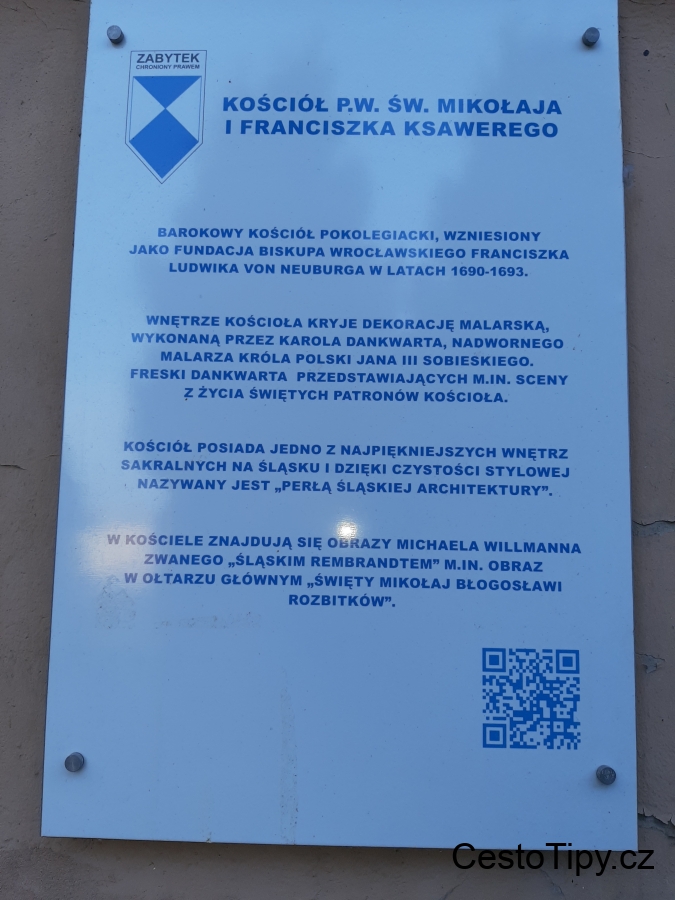 ZABYTEK
CHRONIONY PRAWEM
KOŚCIÓŁ P.W. ŚW. MIKOŁAJA
I FRANCISZKA KSAWEREGO
BAROKOWY KOŚCIÓŁ POKOLEGIACKI, WZNIESIONY
JAKO FUNDACJA BISKUPA WROCŁAWSKIEGO FRANCISZKA
LUDWIKA VON NEUBURGA W LATACH 1690-1693.
WNĘTRZE KOŚCIOŁA KRYJE DEKORACJĘ MALARSKĄ,
WYKONANĄ PRZEZ KAROLA DANKWARTA, NADWORNEGO
MALARZA KRÓLA POLSKI JANA III SOBIESKIEGO.
FRESKI DANKWARTA PRZEDSTAWIAJĄCYCH M.IN. SCENY
Z ŻYCIA ŚWIĘTYCH PATRONÓW KOŚCIOŁA.
KOŚCIÓŁ POSIADA JEDNO Z NAJPIĘKNIEJSZYCH WNĘTRZ
SAKRALNYCH NA ŚLĄSKU I DZIĘKI CZYSTOŚCI STYLOWEJ
NAZYWANY JEST „PERŁĄ ŚLĄSKIEJ ARCHITEKTURY”.
W KOŚCIELE ZNAJDUJĄ SIĘ OBRAZY MICHAELA WILLMANNA
ZWANEGO „ŚLĄSKIM REMBRANDTEM” M.IN. OBRAZ
W OŁTARZU GŁÓWNYM „ŚWIĘTY MIKOŁAJ BŁOGOSŁAWI
ROZBITKÓW”.
CestoTipy.cz